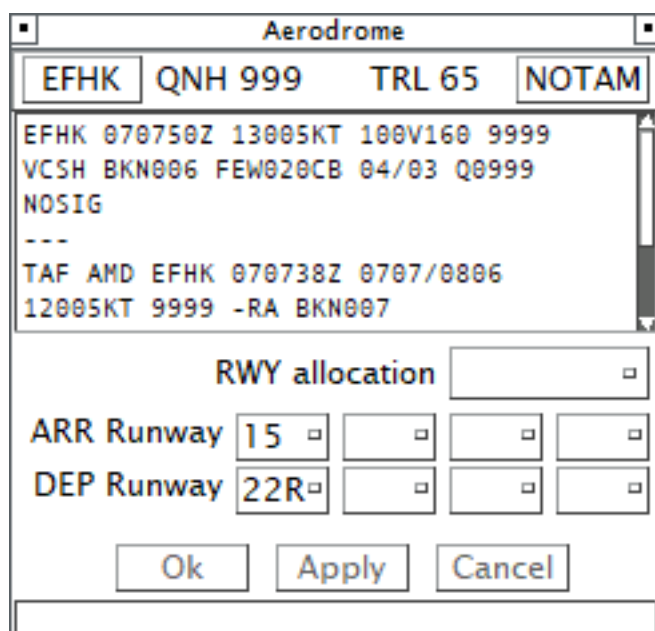 Aerodrome
EFHK QNH 999 TRL 65 NOTAM
EFHK 070750Z 13005KT 100V160 9999
VCSH BKN006 FEW020CB 04/03 Q0999
NOSIG
---
TAF AMD EFHK 070738Z 0707/0806
12005KT 9999 -RA BKN007
RWY allocation
ARR Runway 15
DEP Runway 22R
Ok Apply Cancel